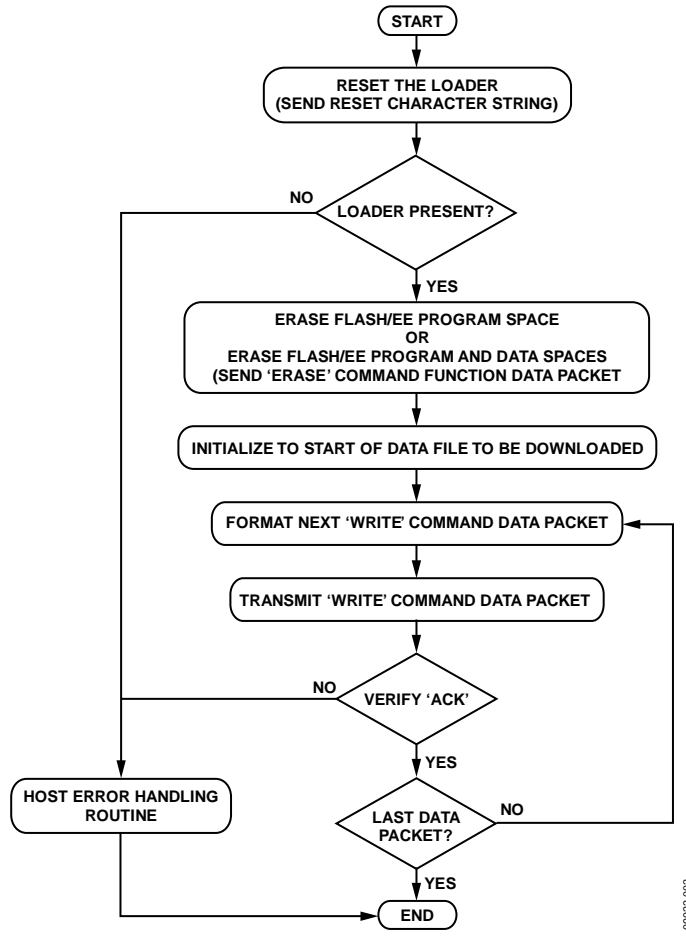 START
RESET THE LOADER
(SEND RESET CHARACTER STRING)
NO
LOADER PRESENT?
YES
ERASE FLASH/EE PROGRAM SPACE
OR
ERASE FLASH/EE PROGRAM AND DATA SPACES
(SEND ‘ERASE’ COMMAND FUNCTION DATA PACKET
INITIALIZE TO START OF DATA FILE TO BE DOWNLOADED
FORMAT NEXT ‘WRITE’ COMMAND DATA PACKET
TRANSMIT ‘WRITE’ COMMAND DATA PACKET
NO
VERIFY ‘ACK’
YES
HOST ERROR HANDLING
ROUTINE
LAST DATA
PACKET?
NO
YES
END